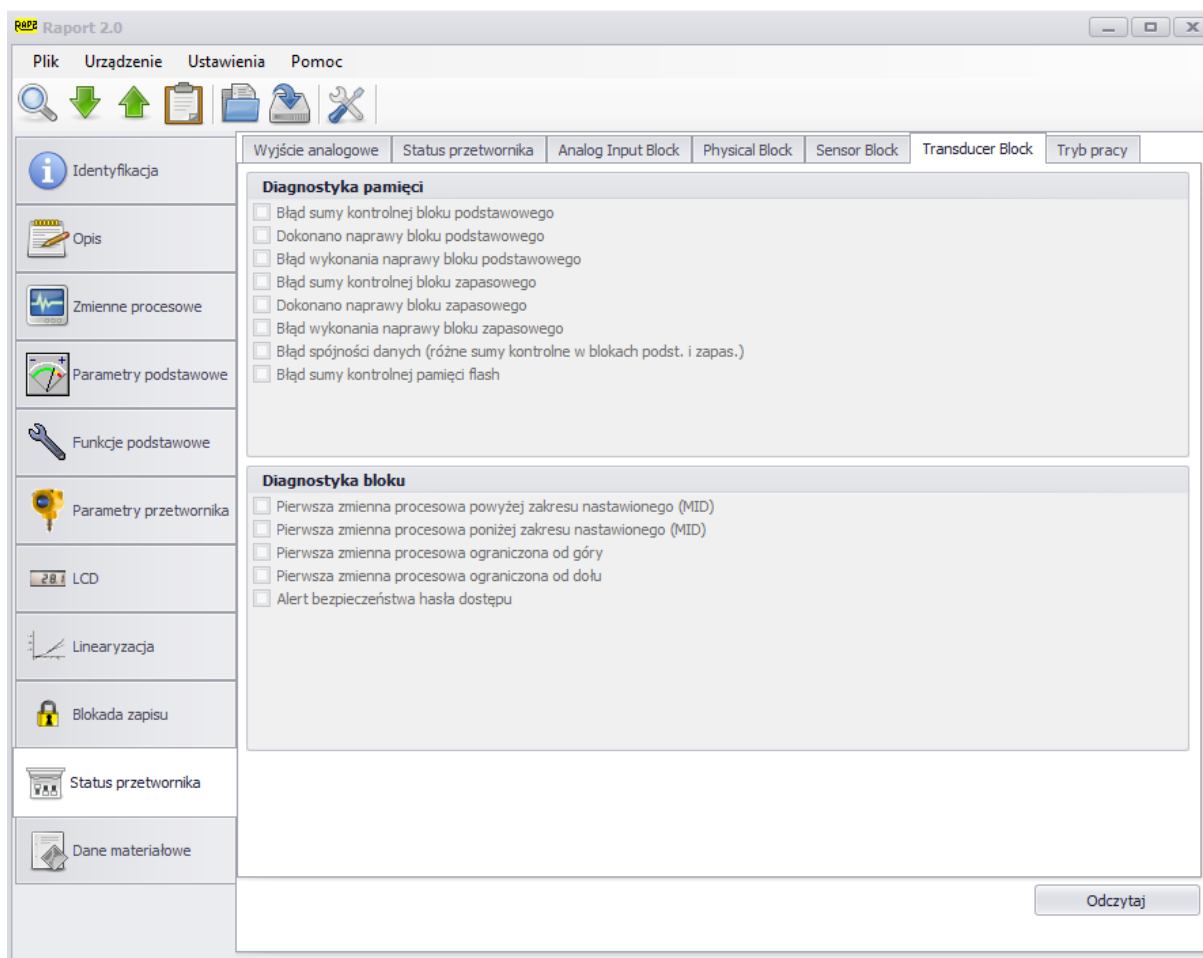 Raport 2.0
Plik Urządzenie Ustawienia Pomoc
Identyfikacja
Opis
Zmienne procesowe
Parametry podstawowe
Funkcje podstawowe
Parametry przetwornika
28.1 LCD
Linearyzacja
Blokada zapisu
Status przetwornika
Dane materiałowe
Wyjście analogowe Status przetwornika Analog Input Block Physical Block Sensor Block Transducer Block Tryb pracy
Diagnostyka pamięci
Błąd sumy kontrolnej bloku podstawowego
Dokonano naprawy bloku podstawowego
Błąd wykonania naprawy bloku podstawowego
Błąd sumy kontrolnej bloku zapasowego
Dokonano naprawy bloku zapasowego
Błąd wykonania naprawy bloku zapasowego
Błąd spójności danych (różne sumy kontrolne w blokach podst. i zapas.)
Błąd sumy kontrolnej pamięci flash
Diagnostyka bloku
Pierwsza zmienna procesowa powyżej zakresu nastawionego (MID)
Pierwsza zmienna procesowa poniżej zakresu nastawionego (MID)
Pierwsza zmienna procesowa ograniczona od góry
Pierwsza zmienna procesowa ograniczona od dołu
Alert bezpieczeństwa hasła dostępu
Odczytaj